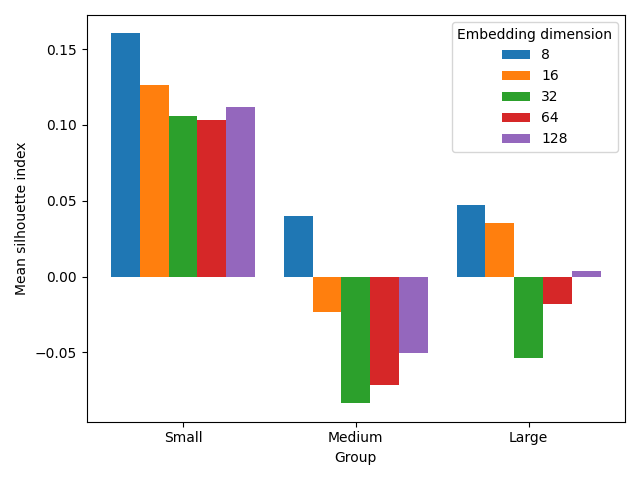 Embedding dimension
8
16
32
64
128
0.15
0.10
0.05
0.00
−0.05
Mean silhouette index
Small
Medium
Large
Group